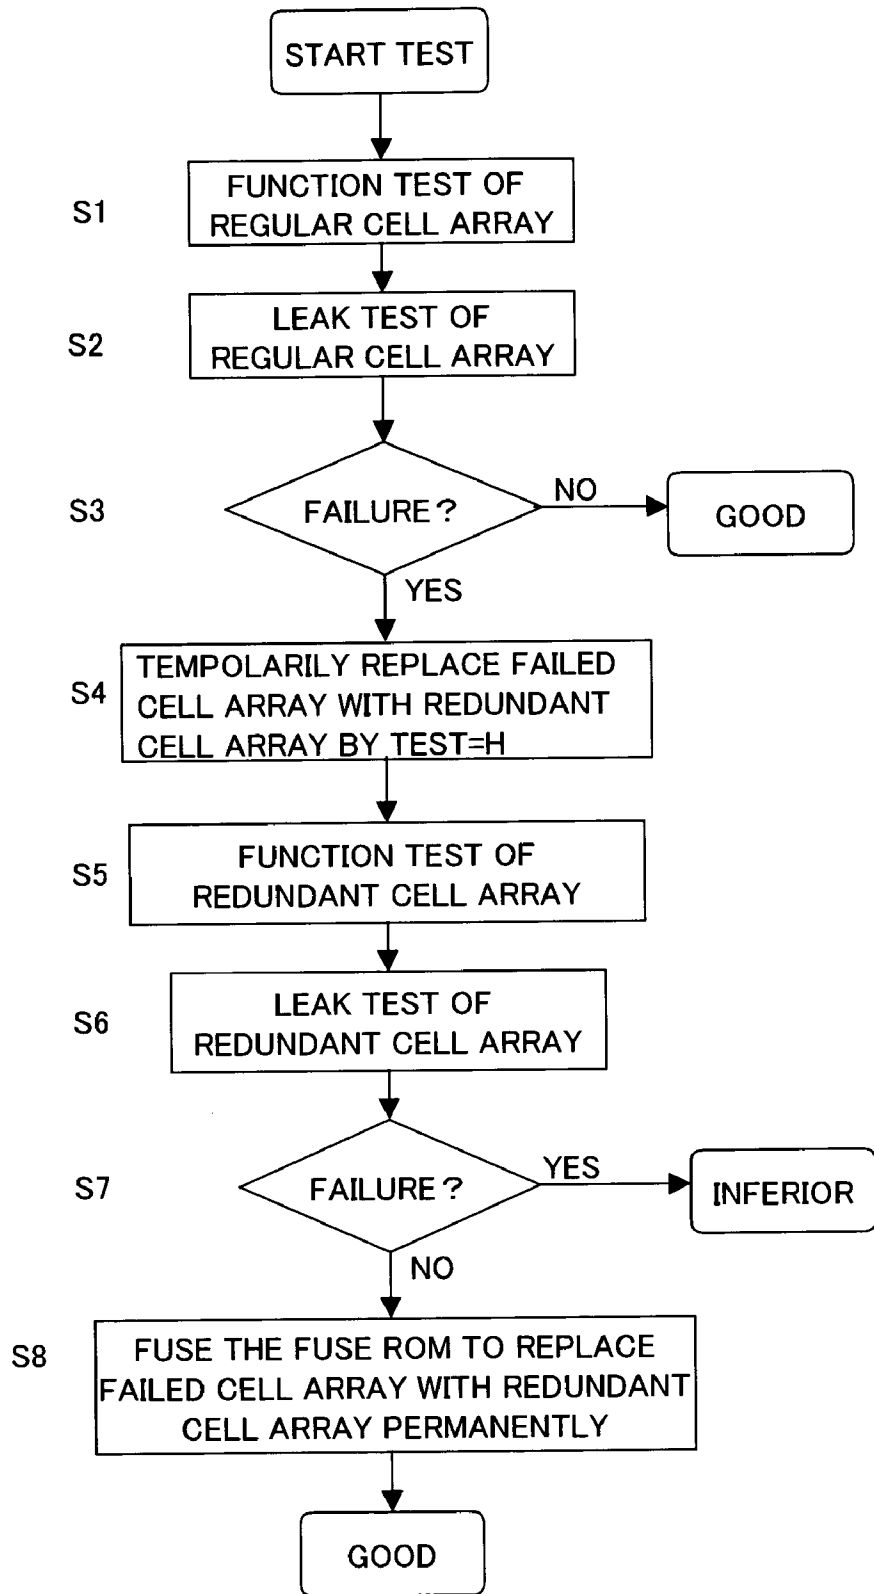 START TEST
S1
FUNCTION TEST OF
REGULAR CELL ARRAY
S2
LEAK TEST OF
REGULAR CELL ARRAY
S3
FAILURE?
NO
GOOD
YES
S4
TEMPOLARILY REPLACE FAILED
CELL ARRAY WITH REDUNDANT
CELL ARRAY BY TEST=H
S5
FUNCTION TEST OF
REDUNDANT CELL ARRAY
S6
LEAK TEST OF
REDUNDANT CELL ARRAY
S7
FAILURE?
YES
INFERIOR
NO
S8
FUSE THE FUSE ROM TO REPLACE
FAILED CELL ARRAY WITH REDUNDANT
CELL ARRAY PERMANENTLY
GOOD